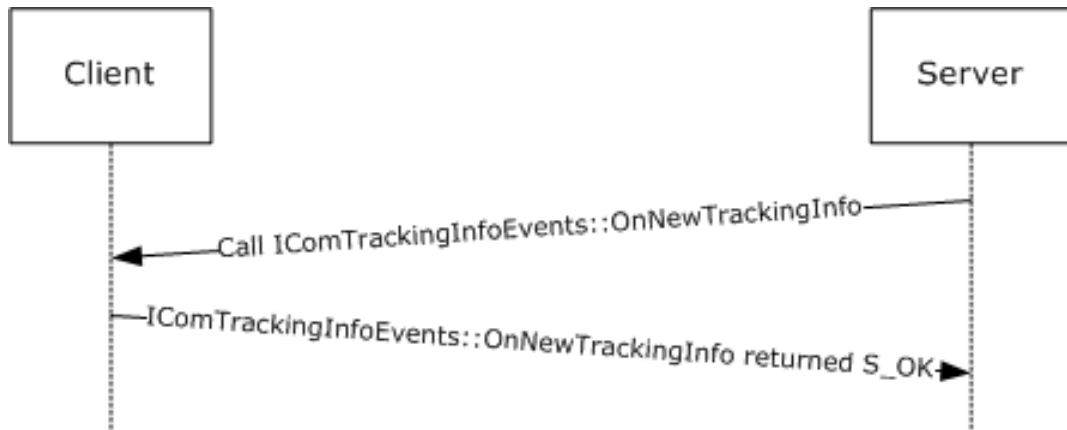 Client
Server
Call IComTrackingInfoEvents::OnNewTrackingInfo
IComTrackingInfoEvents::OnNewTrackingInfo returned S_OK